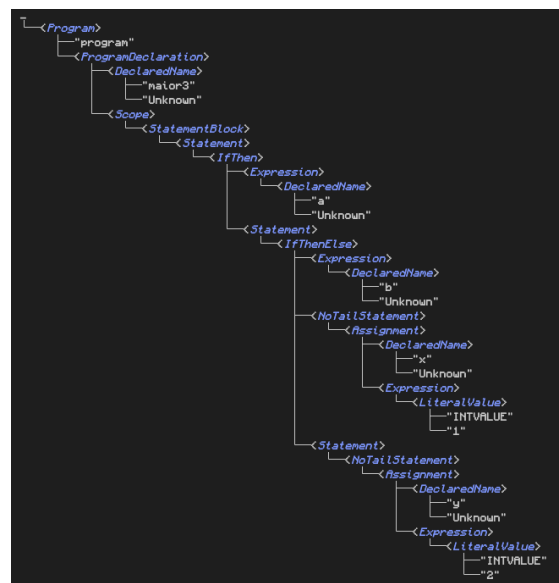 <Program>
"program"
<ProgramDeclaration>
<DeclaredName>
"maior3"
"Unknown"
<Scope>
<StatementBlock>
<Statement>
<IfThen>
<Expression>
<DeclaredName>
"a"
"Unknown"
<Statement>
<IfThenElse>
<Expression>
<DeclaredName>
"b"
"Unknown"
<NoTailStatement>
<Assignment>
<DeclaredName>
"x"
"Unknown"
<Expression>
<LiteralValue>
"INTVALUE"
"1"
<Statement>
<NoTailStatement>
<Assignment>
<DeclaredName>
"y"
"Unknown"
<Expression>
<LiteralValue>
"INTVALUE"
"2"